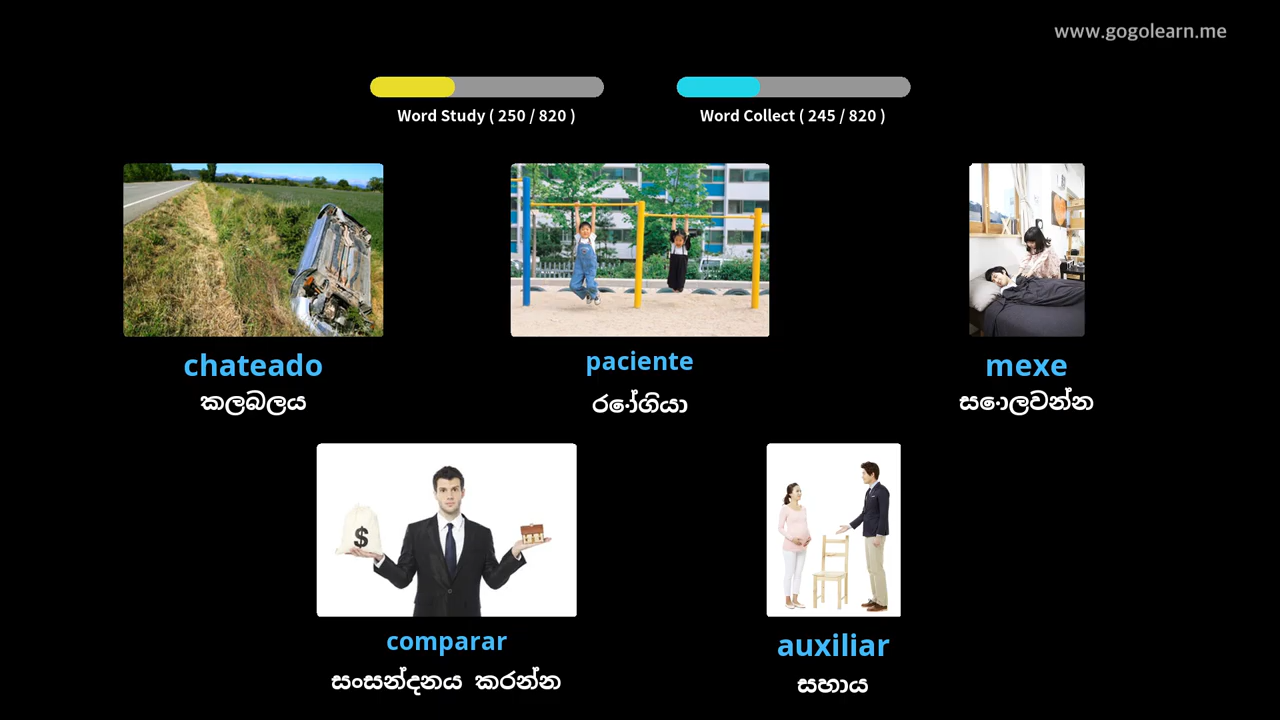 www.gogolearn.me
Word Study ( 250 / 820 )
Word Collect ( 245 / 820 )
chateado
කලබලය
paciente
රෝගියා
mexe
සොලවන්න
$
comparar
සංසන්දනය කරන්න
auxiliar
සහාය